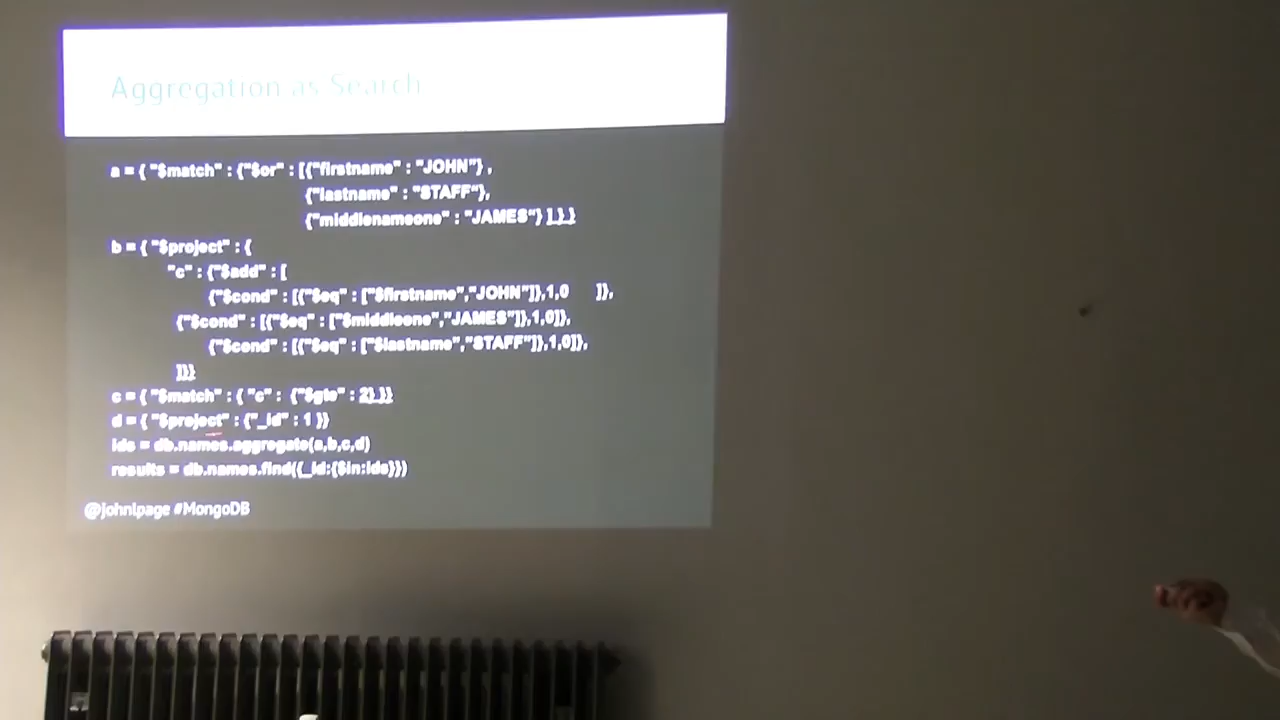 Aggregation as Search
a = { "$match" : {"$or" : [{"firstname" : "JOHN"} ,
{"lastname" : "STAFF"},
{"middlenameone" : "JAMES"} ] } }
b = { "$project" : {
"c" : {"$add" : [
{"$cond" : [{"$eq" : ["$firstname","JOHN"]},1,0 ]},
{"$cond" : [{"$eq" : ["$middleone","JAMES"]},1,0]},
{"$cond" : [{"$eq" : ["$lastname","STAFF"]},1,0]},
]}}
c = { "$match" : { "c" : {"$gte" : 2} }}
d = { "$project" : {"_id" : 1 }}
ids = db.names.aggregate(a,b,c,d)
results = db.names.find({_id:{$in:ids}})
@johnlpage #MongoDB